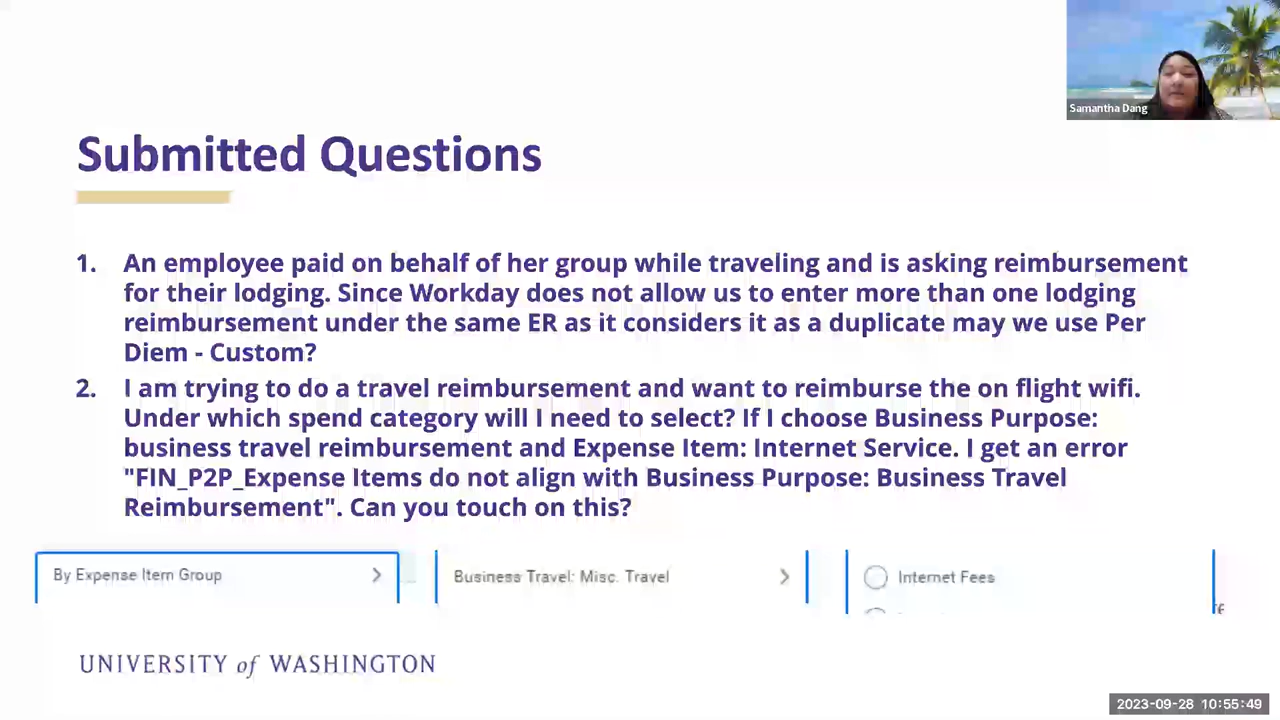 Samantha Dang
Submitted Questions
1. An employee paid on behalf of her group while traveling and is asking reimbursement
for their lodging. Since Workday does not allow us to enter more than one lodging
reimbursement under the same ER as it considers it as a duplicate may we use Per
Diem - Custom?
2. I am trying to do a travel reimbursement and want to reimburse the on flight wifi.
Under which spend category will I need to select? If I choose Business Purpose:
business travel reimbursement and Expense Item: Internet Service. I get an error
"FIN_P2P_Expense Items do not align with Business Purpose: Business Travel
Reimbursement". Can you touch on this?
By Expense Item Group
Business Travel: Misc. Travel
Internet Fees
UNIVERSITY of WASHINGTON
2023-09-28 10:55:49